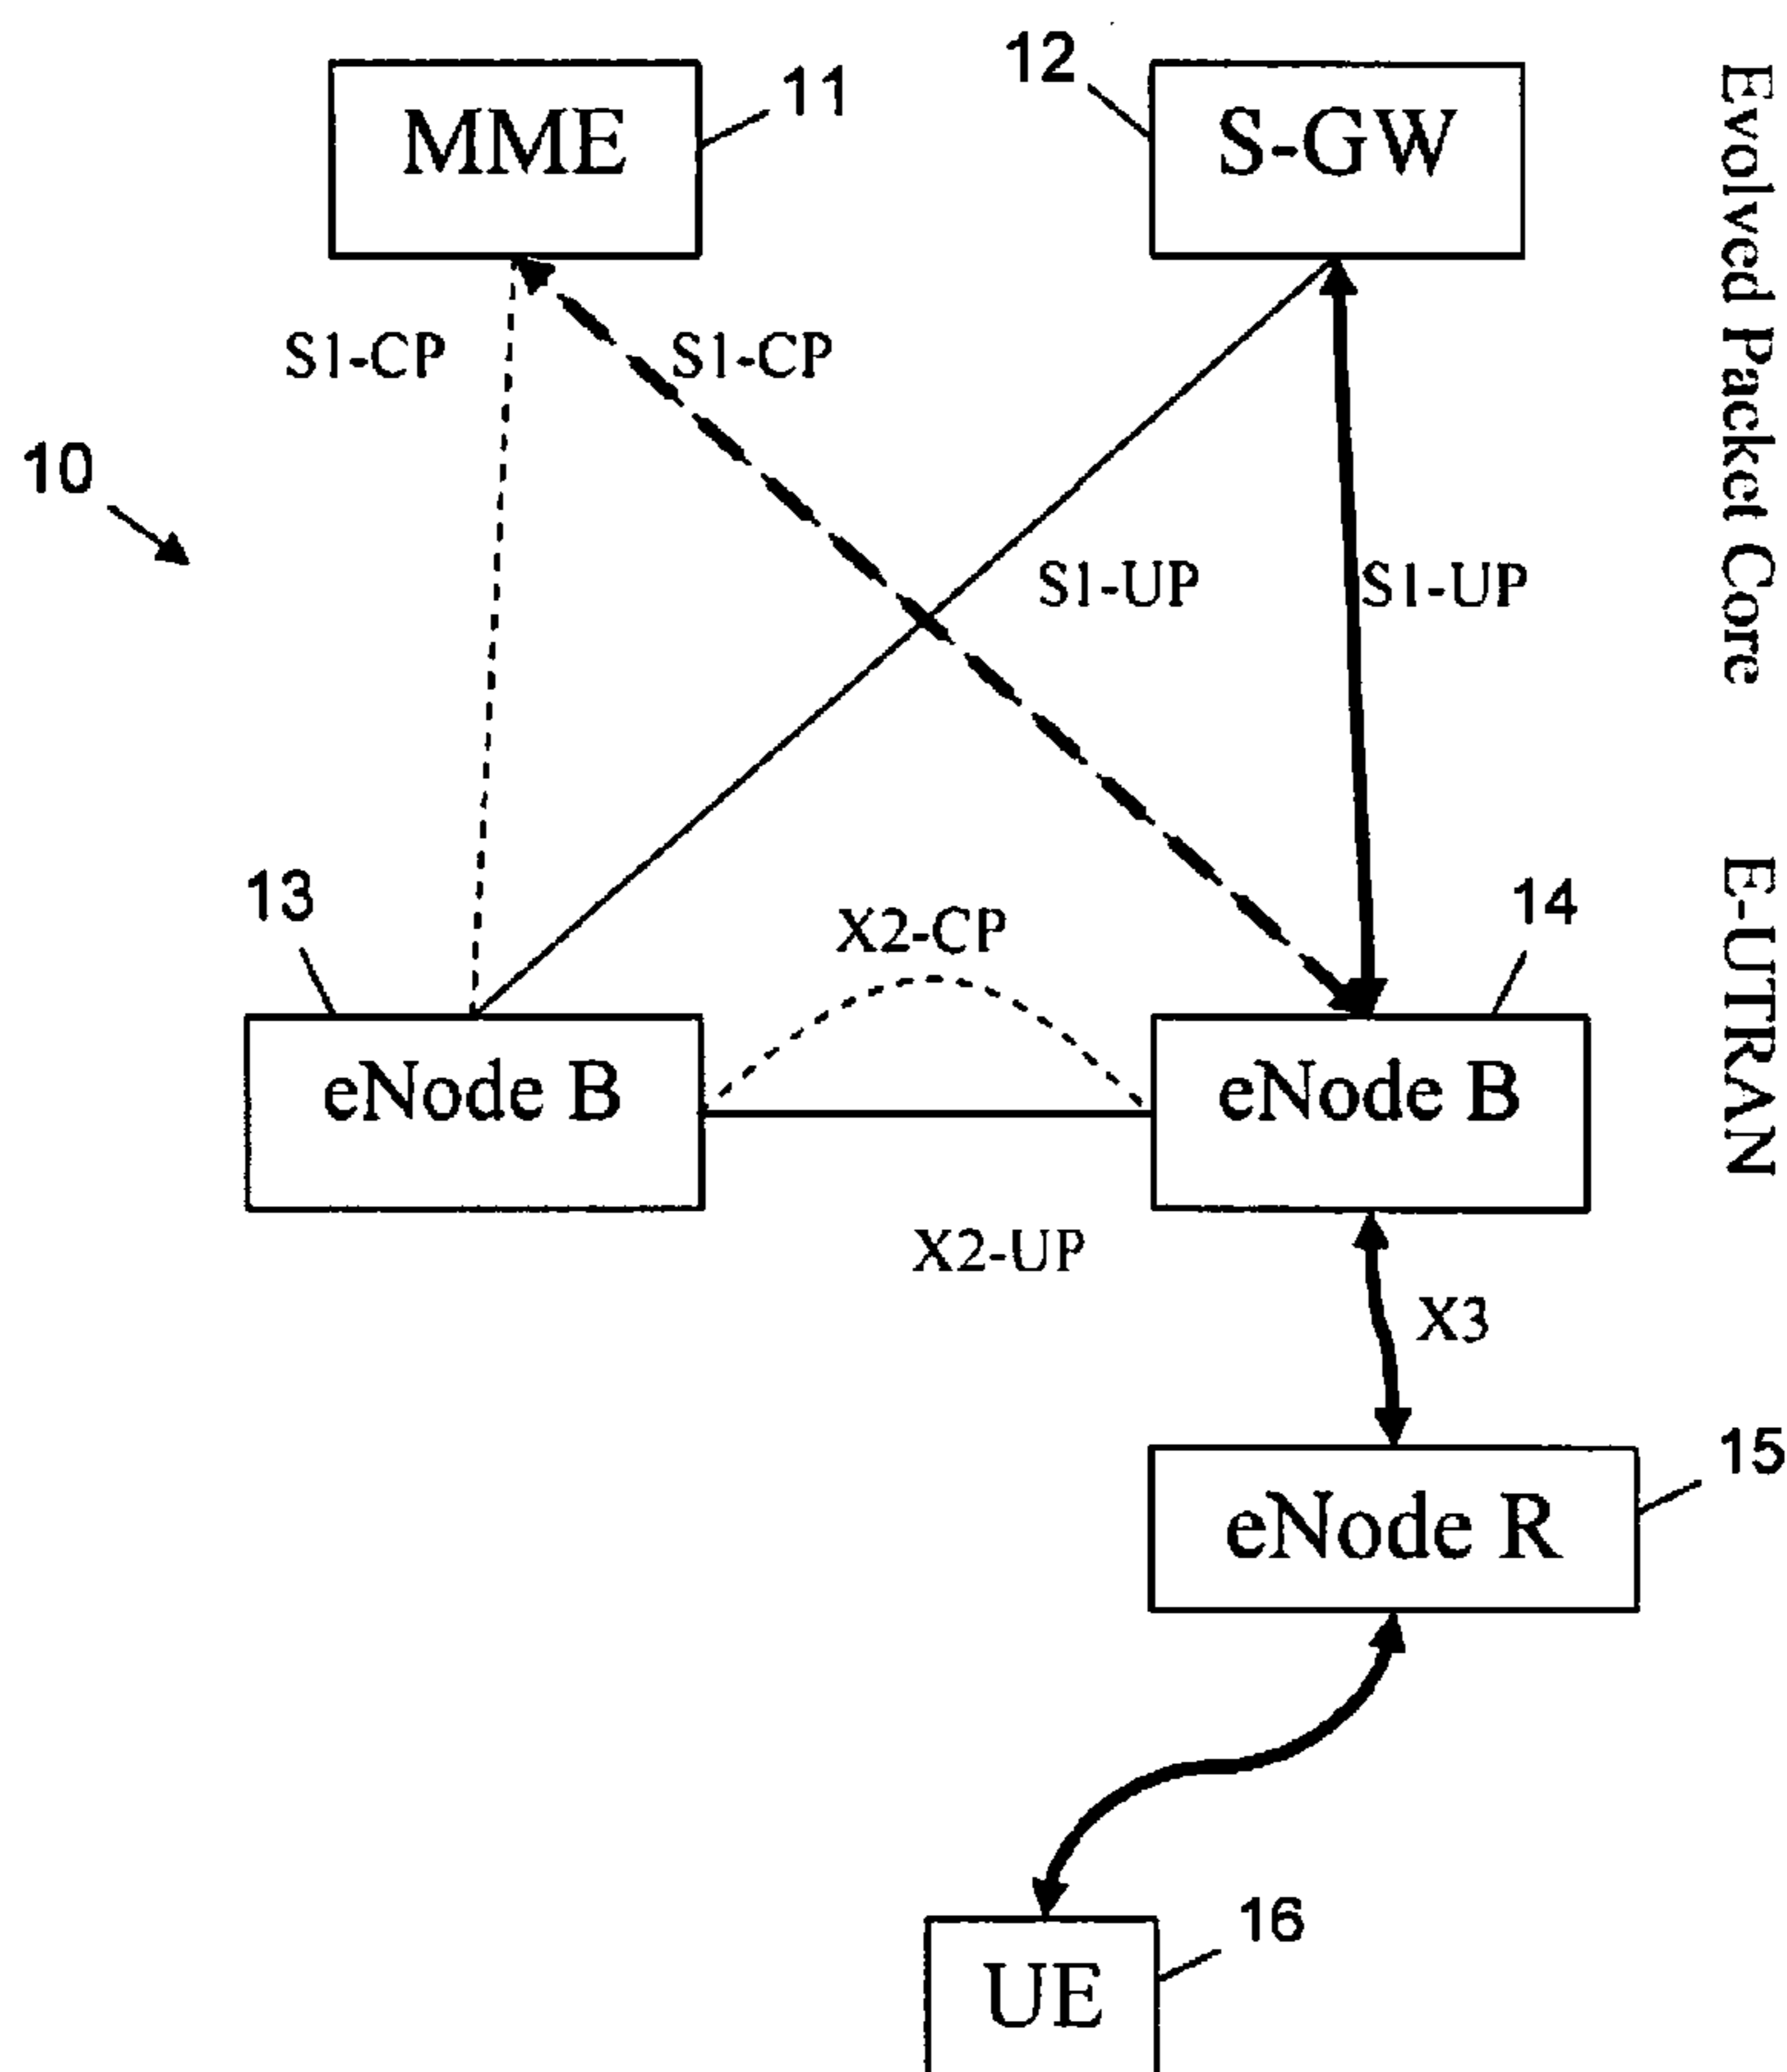 12
11
MME
S-GW
Evolved Packet Core
S1-CP
S1-CP
10
S1-UP
S1-UP
13
14
X2-CP
E-UTRAN
eNode B
eNode B
X2-UP
X3
15
eNode R
16
UE